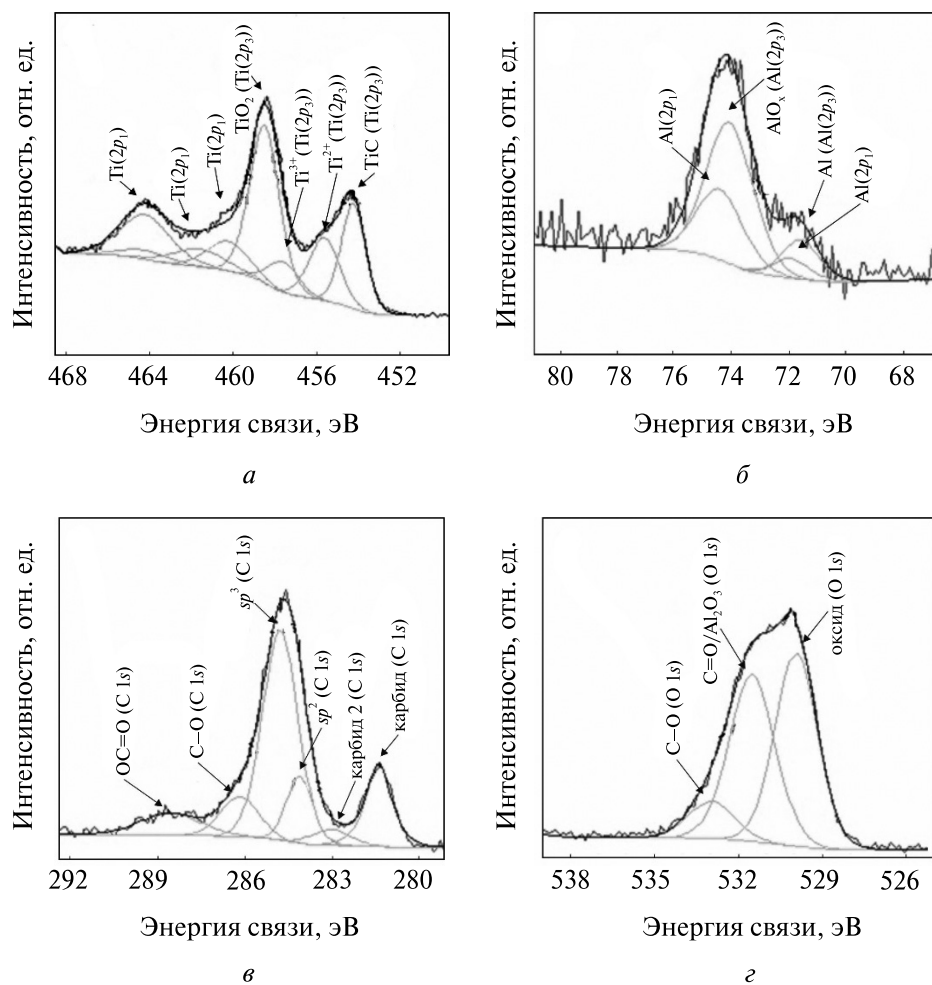 Интенсивность, отн. ед.
Ti(2p₁)
Ti(2p₁)
Ti(2p₁)
TiO₂ (Ti(2p₃))
Ti³⁺(Ti(2p₃))
Ti²⁺(Ti(2p₃))
TiC (Ti(2p₃))
468 464 460 458 454 452
Энергия связи, эВ
а
Интенсивность, отн. ед.
Al(2p₁)
AlOₓ (Al(2p₃))
Al (Al(2p₃))
Al(2p₁)
80 78 76 74 72 70 68
Энергия связи, эВ
б
Интенсивность, отн. ед.
OC=O (C 1s)
C–O (C 1s)
sp³ (C 1s)
sp² (C 1s)
карбид 2 (C 1s)
карбид (C 1s)
292 289 286 283 280
Энергия связи, эВ
в
Интенсивность, отн. ед.
C–O (O 1s)
C=O/Al₂O₃ (O 1s)
оксид (O 1s)
538 535 531 529 526
Энергия связи, эВ
г